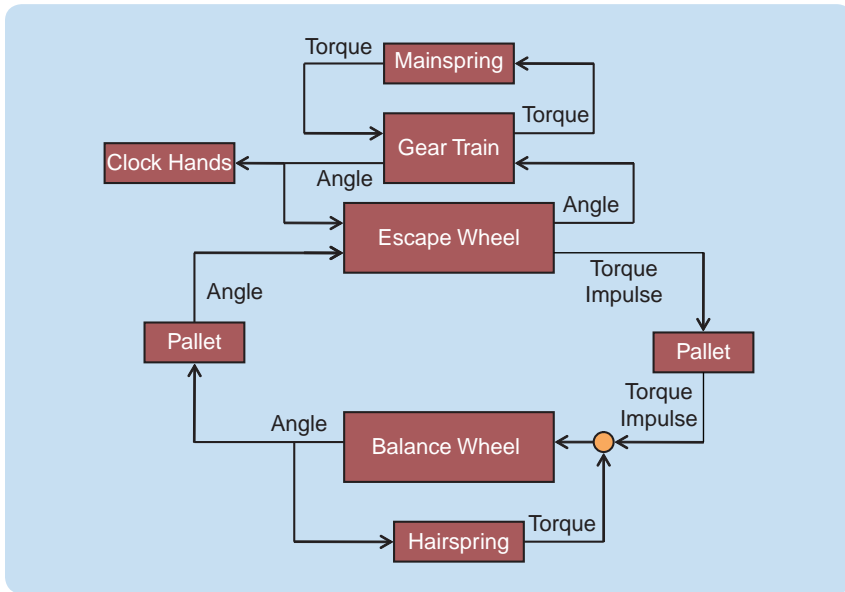 Torque
Mainspring
Torque
Gear Train
Clock Hands
Angle
Angle
Escape Wheel
Torque
Impulse
Angle
Pallet
Pallet
Torque
Impulse
Angle
Balance Wheel
Torque
Hairspring